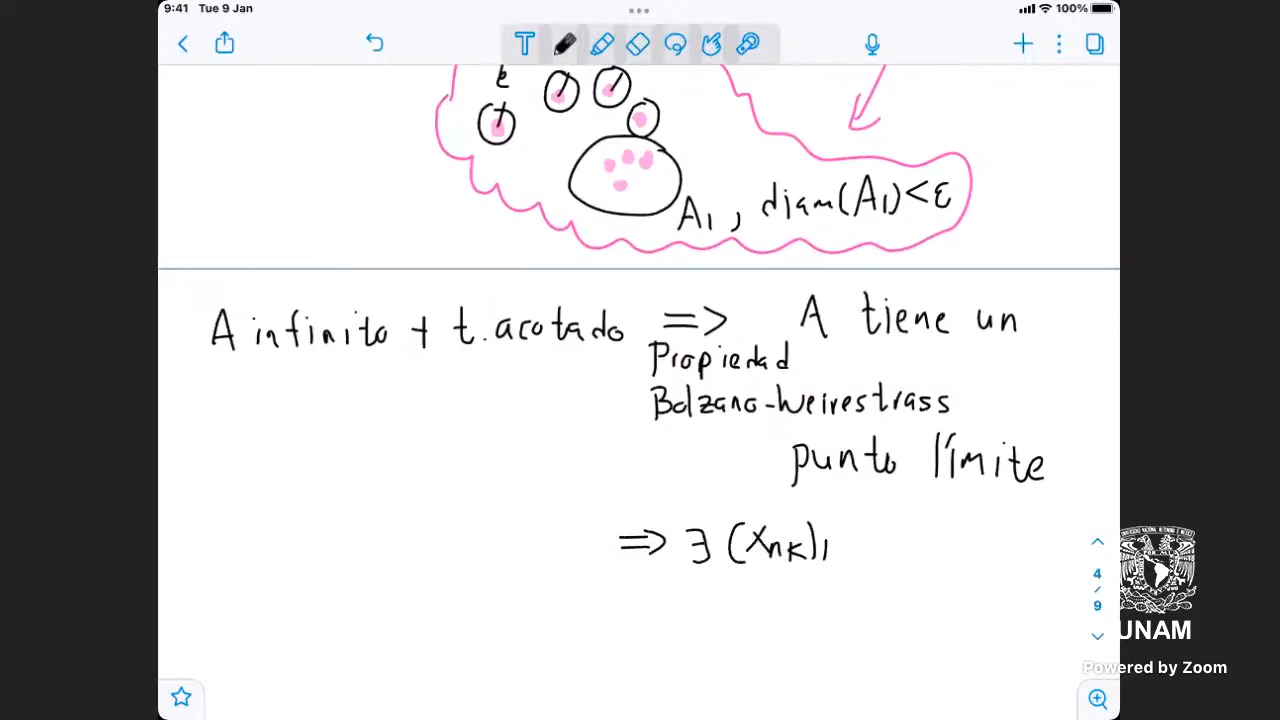 9:41 Tue 9 Jan
100%
A₁, diam(A₁)<ε
A infinito + t. acotado => A tiene un
Propiedad
Bolzano-Weirestrass
punto límite
=> ∃ (xₙₖ)
4
9
UNAM
Powered by Zoom